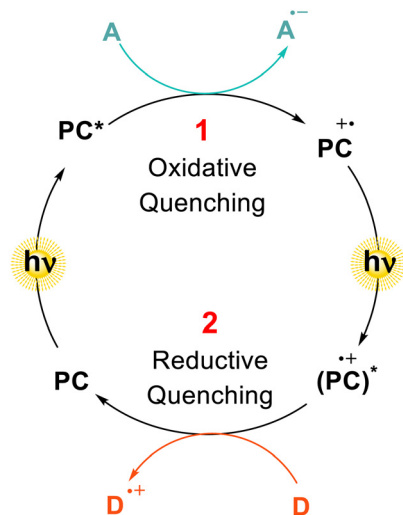 A A•−
PC* 1 +• PC
Oxidative
Quenching
hν hν
2
PC Reductive (PC)•+*
Quenching
D•+ D